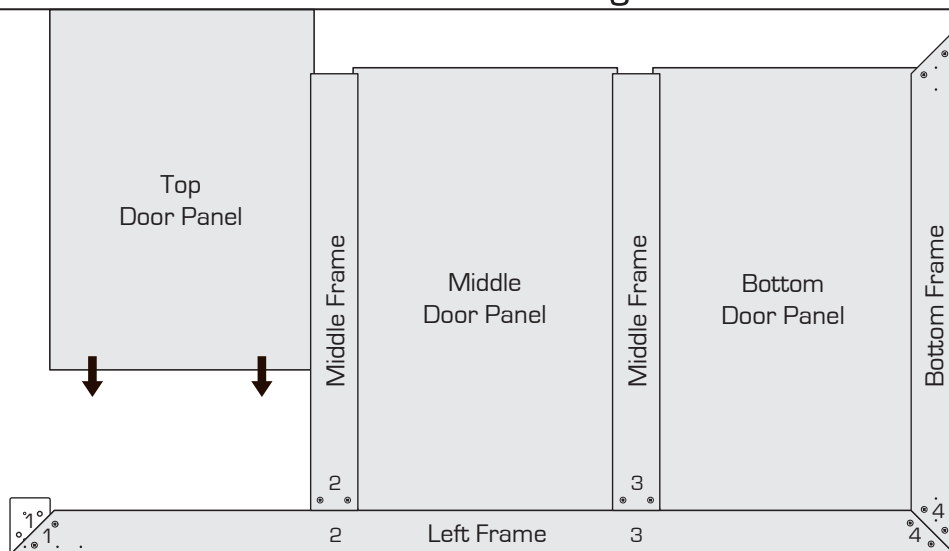 Top
Door Panel
Middle Frame
Middle
Door Panel
Middle Frame
Bottom
Door Panel
Bottom Frame
2
3
4
1
1
2
Left Frame
3
4